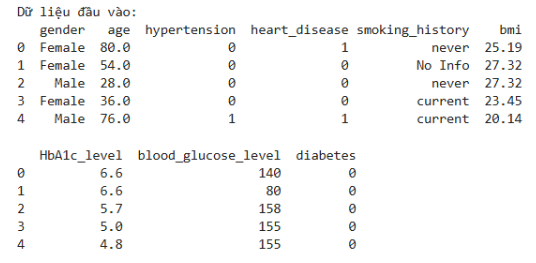 Dữ liệu đầu vào:
gender age hypertension heart_disease smoking_history bmi
0 Female 80.0 0 1 never 25.19
1 Female 54.0 0 0 No Info 27.32
2 Male 28.0 0 0 never 27.32
3 Female 36.0 0 0 current 23.45
4 Male 76.0 1 1 current 20.14
HbA1c_level blood_glucose_level diabetes
0 6.6 140 0
1 6.6 80 0
2 5.7 158 0
3 5.0 155 0
4 4.8 155 0